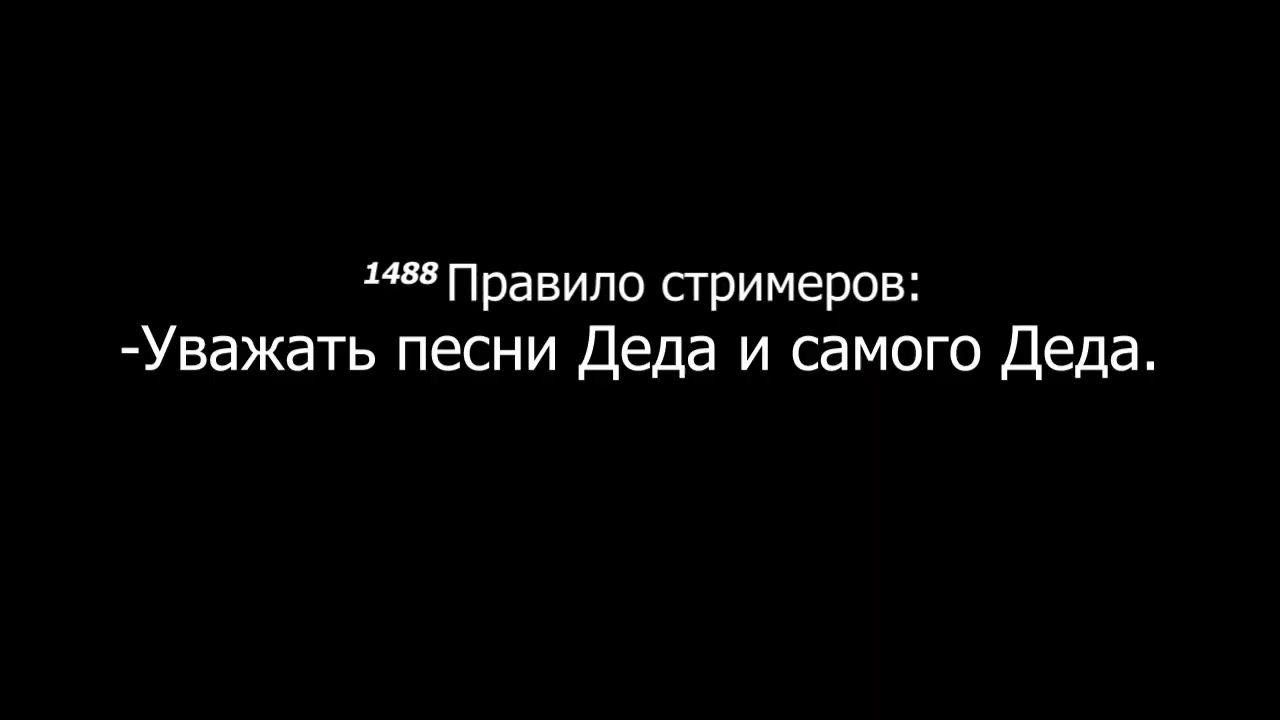 1488 Правило стримеров:
-Уважать песни Деда и самого Деда.